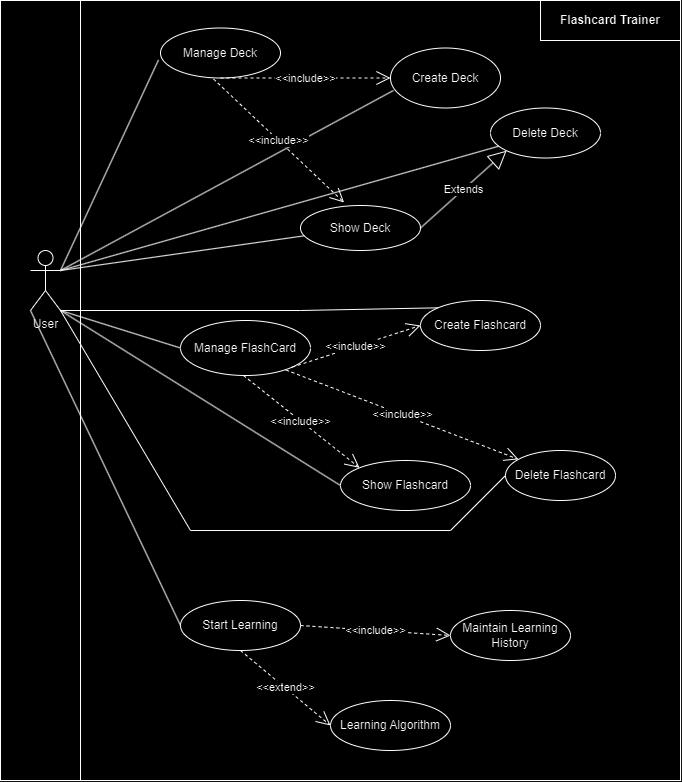 Flashcard Trainer
Manage Deck
<<include>>
Create Deck
Delete Deck
<<include>>
Extends
Show Deck
User
Create Flashcard
Manage FlashCard
<<include>>
<<include>>
<<include>>
Delete Flashcard
Show Flashcard
Start Learning
<<include>>
Maintain Learning
History
<<extend>>
Learning Algorithm